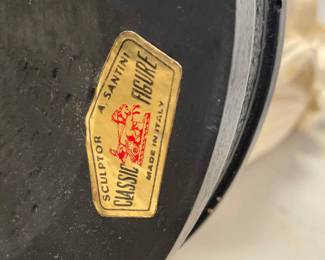 SCULPTOR A. SANTINI
CLASSIC FIGURE
MADE IN ITALY